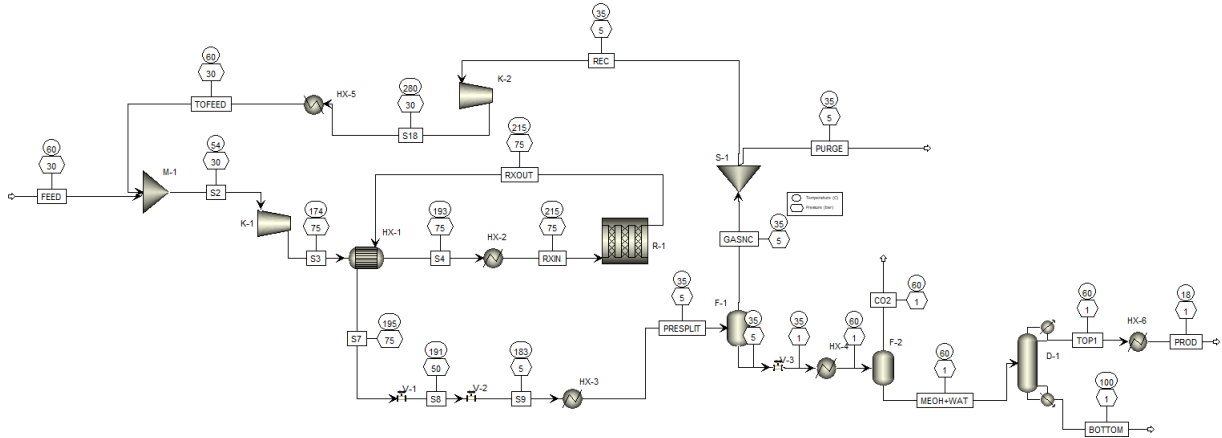 35
5
REC
60
30
TOFEED
HX-5
280
30
S18
K-2
215
75
RXOUT
35
5
PURGE
S-1
60
30
FEED
M-1
54
30
S2
K-1
174
75
S3
HX-1
193
75
S4
HX-2
215
75
RXIN
R-1
Temperature (C)
Pressure (bar)
GASNC
35
5
195
75
S7
191
50
S8
V-1
183
5
S9
V-2
HX-3
35
5
PRESPLIT
F-1
35
5
V-3
35
1
HX-4
60
1
CO2
60
1
F-2
60
1
MEOH+WAT
D-1
60
1
TOP1
HX-6
18
1
PROD
100
1
BOTTOM